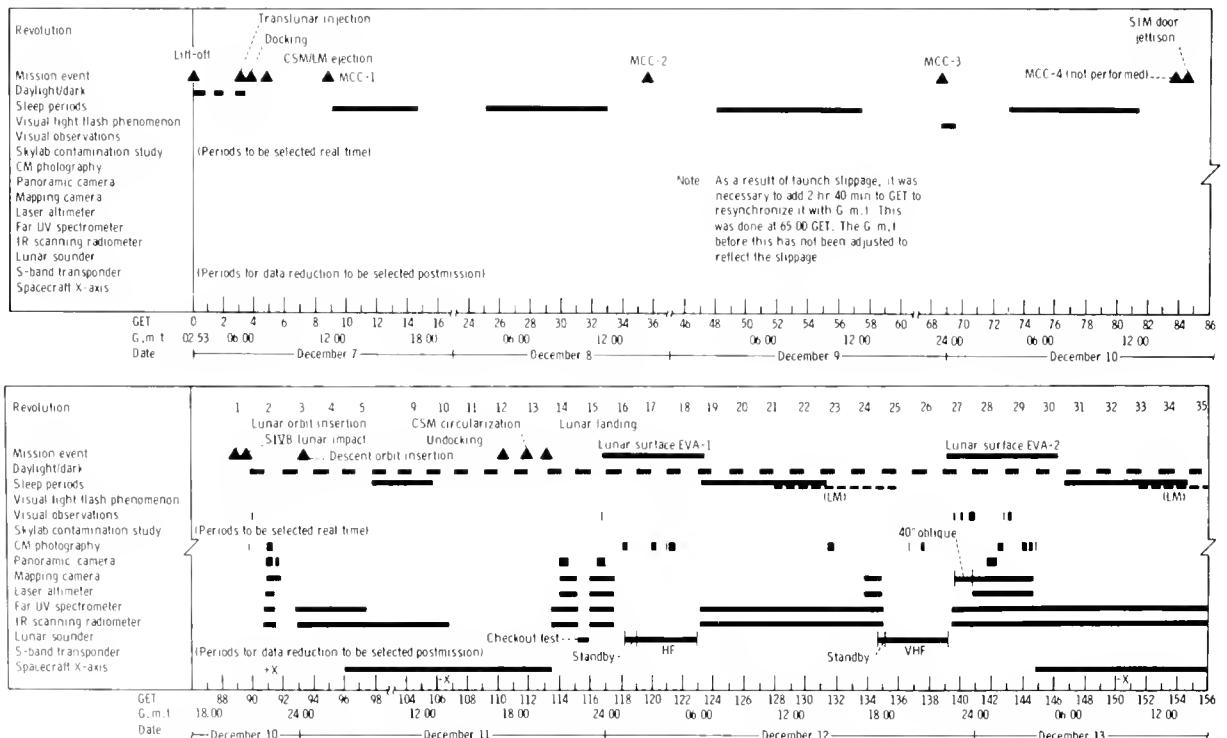 Revolution
Translunar injection
Docking
Lift-off
CSM/LM ejection
SIM door
jettison
Mission event
MCC-1
MCC-2
MCC-3
MCC-4 (not performed)
Daylight/dark
Sleep periods
Visual light flash phenomenon
Visual observations
Skylab contamination study (Periods to be selected real time)
CM photography
Panoramic camera
Mapping camera
Laser altimeter
Far UV spectrometer
IR scanning radiometer
Lunar sounder
S-band transponder (Periods for data reduction to be selected postmission)
Spacecraft X-axis
Note As a result of launch slippage, it was
necessary to add 2 hr 40 min to GET to
resynchronize it with G m.t. This
was done at 65 00 GET. The G m.t
before this has not been adjusted to
reflect the slippage
GET 0 2 4 6 8 10 12 14 16 24 26 28 30 32 34 36 46 48 50 52 54 56 58 60 68 70 72 74 76 78 80 82 84 86
G.m.t 02 53 06 00 12 00 18 00 06 00 12 00 06 00 12 00 24 00 06 00 12 00
Date December 7 December 8 December 9 December 10
Revolution 1 2 3 4 5 9 10 11 12 13 14 15 16 17 18 19 20 21 22 23 24 25 26 27 28 29 30 31 33 34 35
Lunar orbit insertion
CSM circularization
Lunar landing
SIVB lunar impact
Undocking
Lunar surface EVA-1
Lunar surface EVA-2
Mission event
Descent orbit insertion
Daylight/dark
Sleep periods
Visual light flash phenomenon
(LM)
(LM)
Visual observations
Skylab contamination study (Periods to be selected real time)
40° oblique
CM photography
Panoramic camera
Mapping camera
Laser altimeter
Far UV spectrometer
IR scanning radiometer
Lunar sounder
Checkout test
Standby
HF
Standby
VHF
S-band transponder (Periods for data reduction to be selected postmission)
Spacecraft X-axis
+X
-X
-X
GET 88 90 92 94 96 104 106 108 110 112 114 116 118 120 122 124 126 128 130 132 134 136 138 140 142 144 146 148 150 152 154 156
G.m.t 18 00 24 00 12 00 18 00 24 00 06 00 12 00 18 00 24 00 06 00 12 00
Date December 10 December 11 December 12 December 13